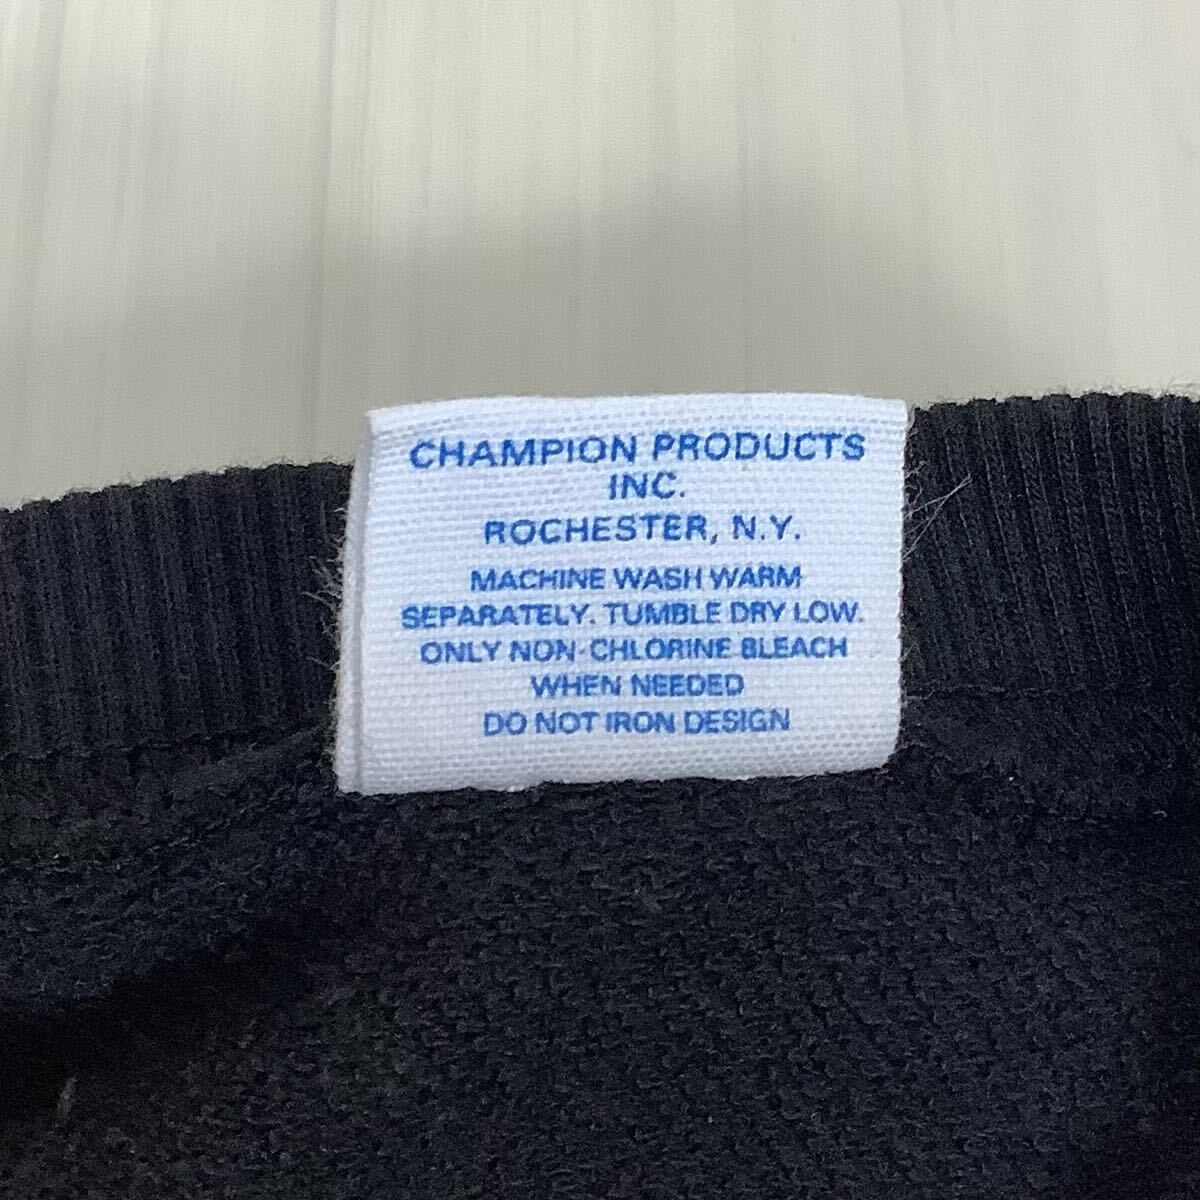 CHAMPION PRODUCTS
INC.
ROCHESTER, N.Y.
MACHINE WASH WARM
SEPARATELY. TUMBLE DRY LOW.
ONLY NON-CHLORINE BLEACH
WHEN NEEDED
DO NOT IRON DESIGN